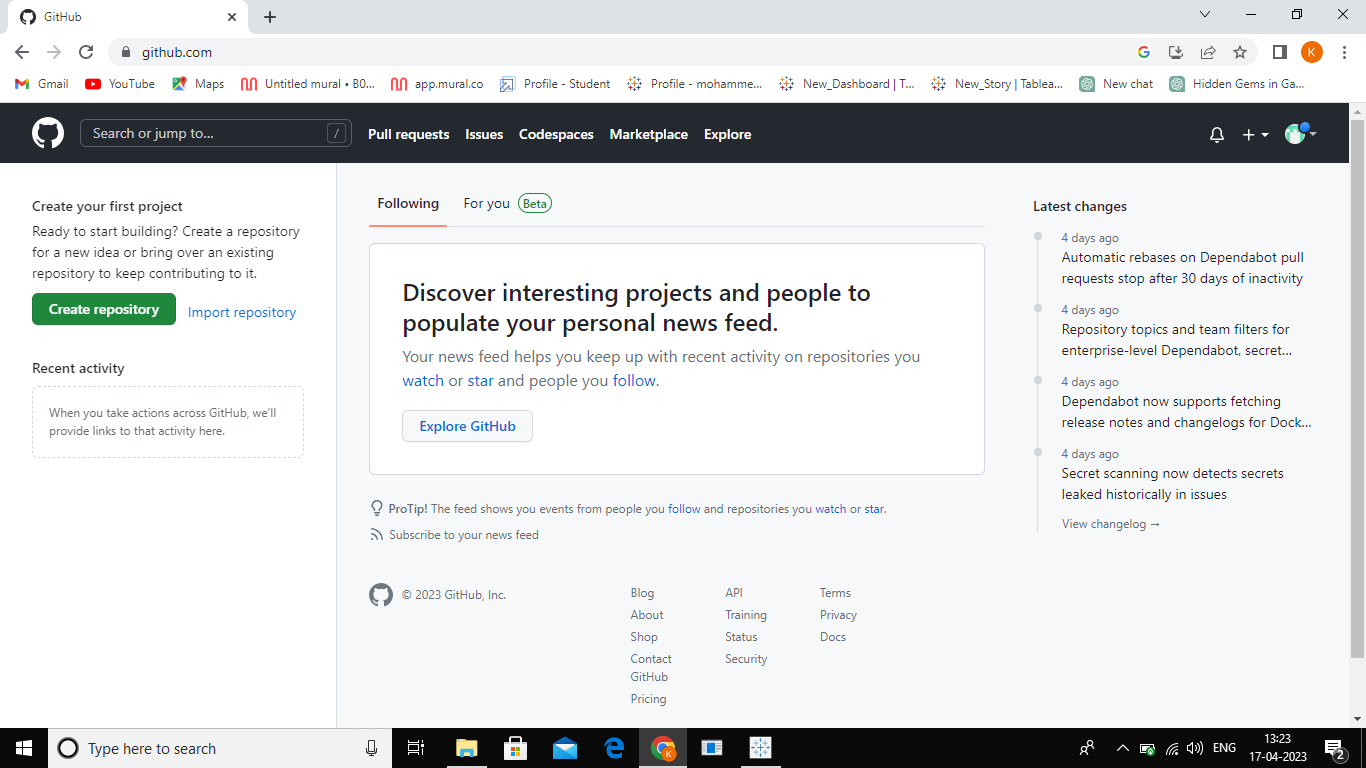 GitHub
github.com
K
Gmail
YouTube
Maps
Untitled mural • B0...
app.mural.co
Profile - Student
Profile - mohamme...
New_Dashboard | T...
New_Story | Tablea...
New chat
Hidden Gems in Ga...
Search or jump to...
/
Pull requests
Issues
Codespaces
Marketplace
Explore
Create your first project
Ready to start building? Create a repository
for a new idea or bring over an existing
repository to keep contributing to it.
Create repository
Import repository
Recent activity
When you take actions across GitHub, we'll
provide links to that activity here.
Following
For you
Beta
Discover interesting projects and people to
populate your personal news feed.
Your news feed helps you keep up with recent activity on repositories you
watch or star and people you follow.
Explore GitHub
ProTip! The feed shows you events from people you follow and repositories you watch or star.
Subscribe to your news feed
Latest changes
4 days ago
Automatic rebases on Dependabot pull
requests stop after 30 days of inactivity
4 days ago
Repository topics and team filters for
enterprise-level Dependabot, secret...
4 days ago
Dependabot now supports fetching
release notes and changelogs for Dock...
4 days ago
Secret scanning now detects secrets
leaked historically in issues
View changelog →
© 2023 GitHub, Inc.
Blog
About
Shop
Contact
GitHub
Pricing
API
Training
Status
Security
Terms
Privacy
Docs
Type here to search
K
ENG
13:23
17-04-2023
2